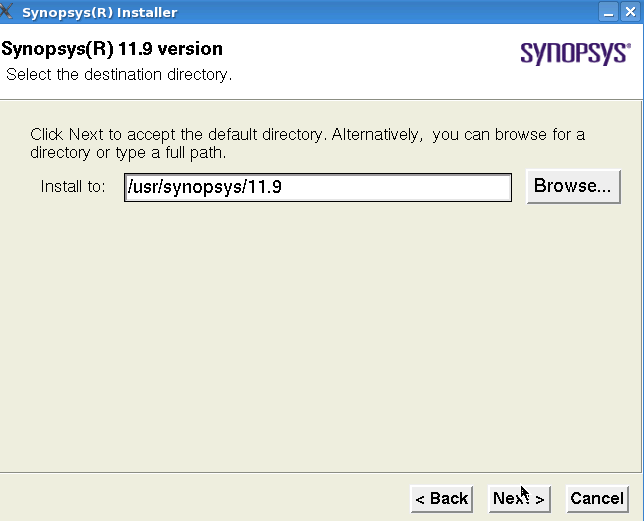 Synopsys(R) Installer
Synopsys(R) 11.9 version
SYNOPSYS®
Select the destination directory.
Click Next to accept the default directory. Alternatively, you can browse for a
directory or type a full path.
Install to: /usr/synopsys/11.9 Browse...
< Back Next > Cancel